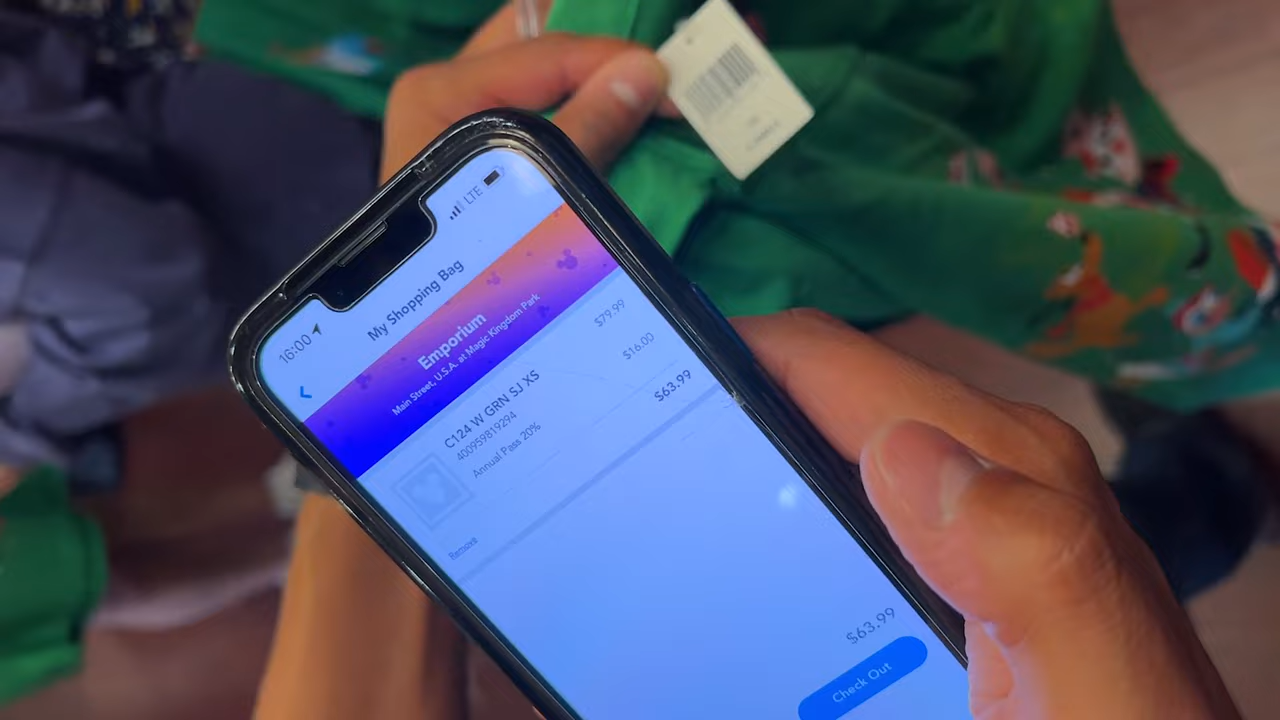 16:00
LTE
My Shopping Bag
Emporium
Main Street, U.S.A. at Magic Kingdom Park
C124 W GRN SJ XS $79.99
400959819294
Annual Pass 20% $16.00
$63.99
Remove
$63.99
Check Out